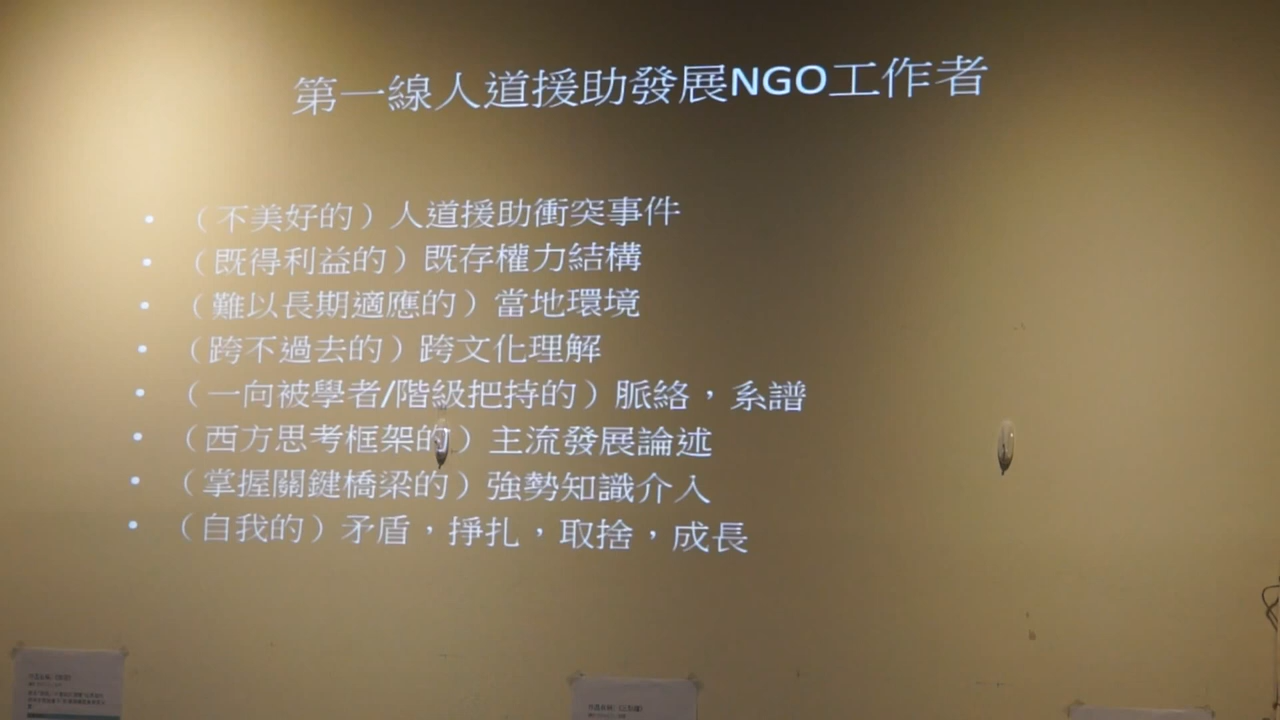 第一線人道援助發展NGO工作者
• （不美好的）人道援助衝突事件
• （既得利益的）既存權力結構
• （難以長期適應的）當地環境
• （跨不過去的）跨文化理解
• （一向被學者/階級把持的）脈絡，系譜
• （西方思考框架的）主流發展論述
• （掌握關鍵橋梁的）強勢知識介入
• （自我的）矛盾，掙扎，取捨，成長